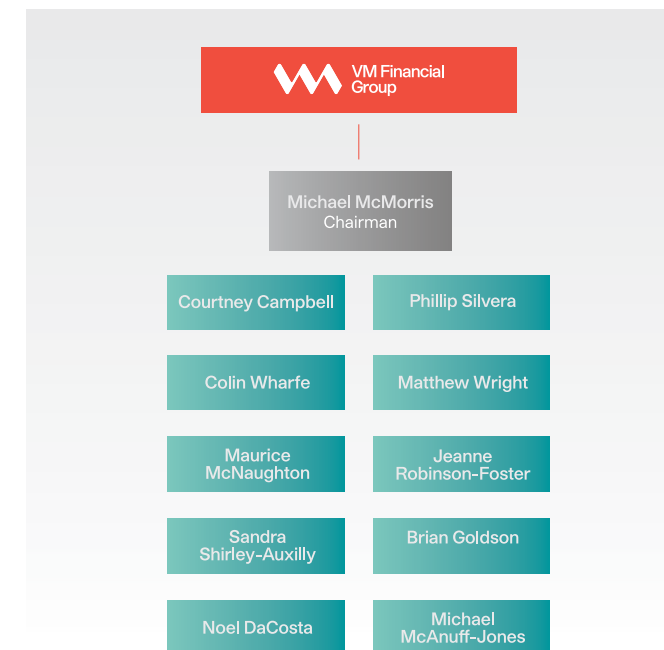 VM Financial
Group
Michael McMorris
Chairman
Courtney Campbell
Phillip Silvera
Colin Wharfe
Matthew Wright
Maurice
McNaughton
Jeanne
Robinson-Foster
Sandra
Shirley-Auxilly
Brian Goldson
Noel DaCosta
Michael
McAnuff-Jones